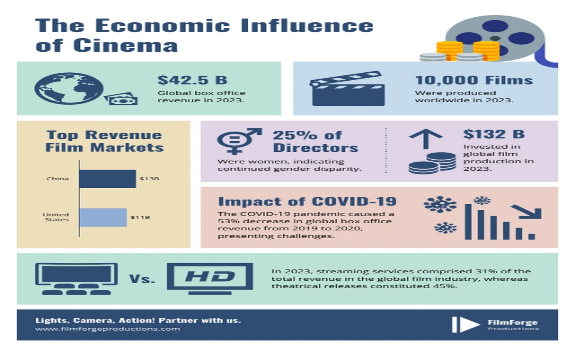 The Economic Influence
of Cinema
$42.5 B
Global box office
revenue in 2023.
10,000 Films
Were produced
worldwide in 2023.
Top Revenue
Film Markets
China
$13B
United
States
$11B
25% of
Directors
Were women, indicating
continued gender disparity.
$132 B
Invested in
global film
production in
2023.
Impact of COVID-19
The COVID-19 pandemic caused a
53% decrease in global box office
revenue from 2019 to 2020,
presenting challenges.
Vs.
HD
In 2023, streaming services comprised 31% of the
total revenue in the global film industry, whereas
theatrical releases constituted 45%.
Lights, Camera, Action! Partner with us.
www.filmforgeproductions.com
FilmForge
Productions